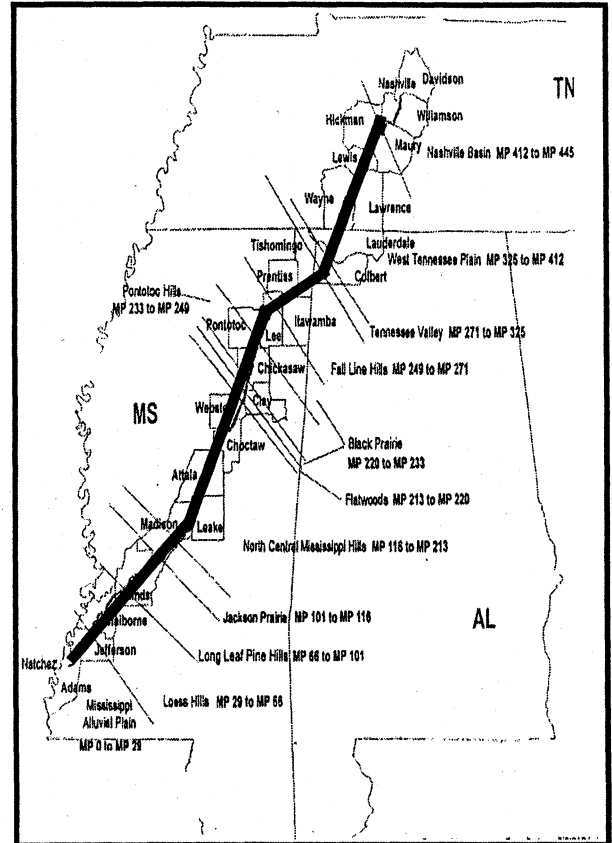 Nashville
Davidson
TN
Hickman
Williamson
Maury
Nashville Basin MP 412 to MP 445
Lewis
Wayne
Lawrence
Tishomingo
Lauderdale
West Tennessee Plain MP 325 to MP 412
Prentiss
Colbert
Pontotoc Hills
MP 233 to MP 249
Pontotoc
Lee
Itawamba
Tennessee Valley MP 271 to MP 325
Chickasaw
Fall Line Hills MP 249 to MP 271
MS
Clay
Choctaw
Black Prairie
MP 220 to MP 233
Attala
Flatwoods MP 213 to MP 220
Madison
Leake
North Central Mississippi Hills MP 116 to MP 213
Jackson Prairie MP 101 to MP 116
AL
Jefferson
Long Leaf Pine Hills MP 66 to MP 101
Natchez
Adams
Loess Hills MP 29 to MP 66
Mississippi
Alluvial Plain
MP 0 to MP 28